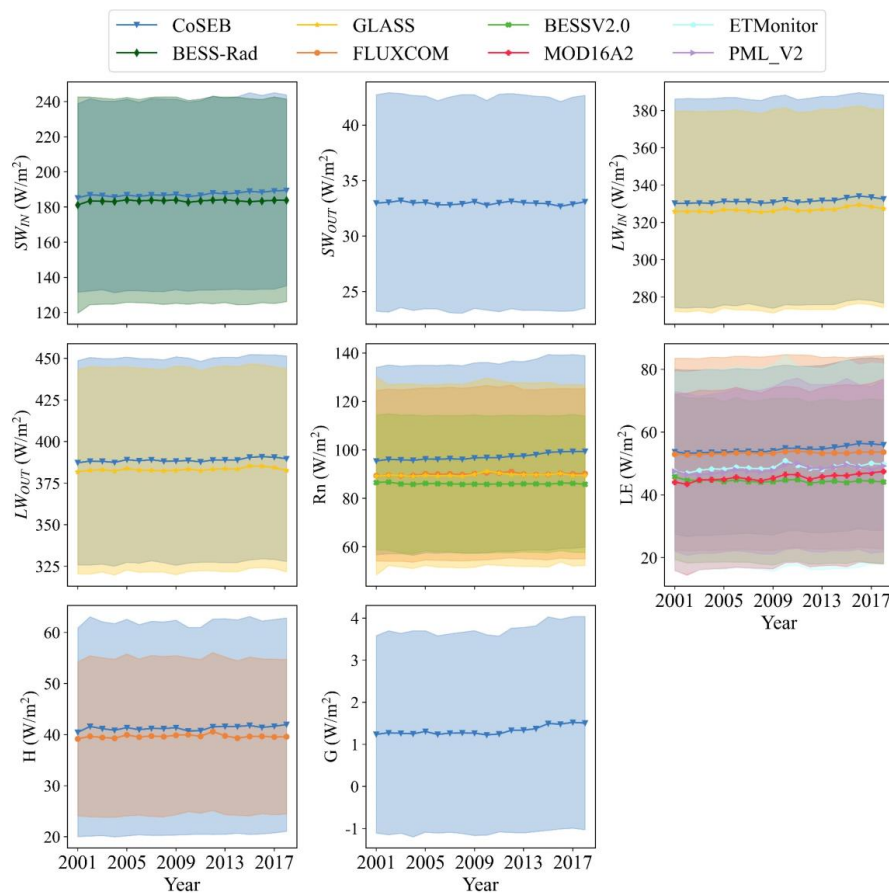 CoSEB GLASS BESSV2.0 ETMonitor
BESS-Rad FLUXCOM MOD16A2 PML_V2
SW_IN (W/m²)
240
220
200
180
160
140
120
SW_OUT (W/m²)
40
35
30
25
LW_IN (W/m²)
380
360
340
320
300
280
LW_OUT (W/m²)
450
425
400
375
350
325
Rn (W/m²)
140
120
100
80
60
LE (W/m²)
80
60
40
20
2001 2005 2009 2013 2017
Year
H (W/m²)
60
50
40
30
20
2001 2005 2009 2013 2017
Year
G (W/m²)
4
3
2
1
0
-1
2001 2005 2009 2013 2017
Year